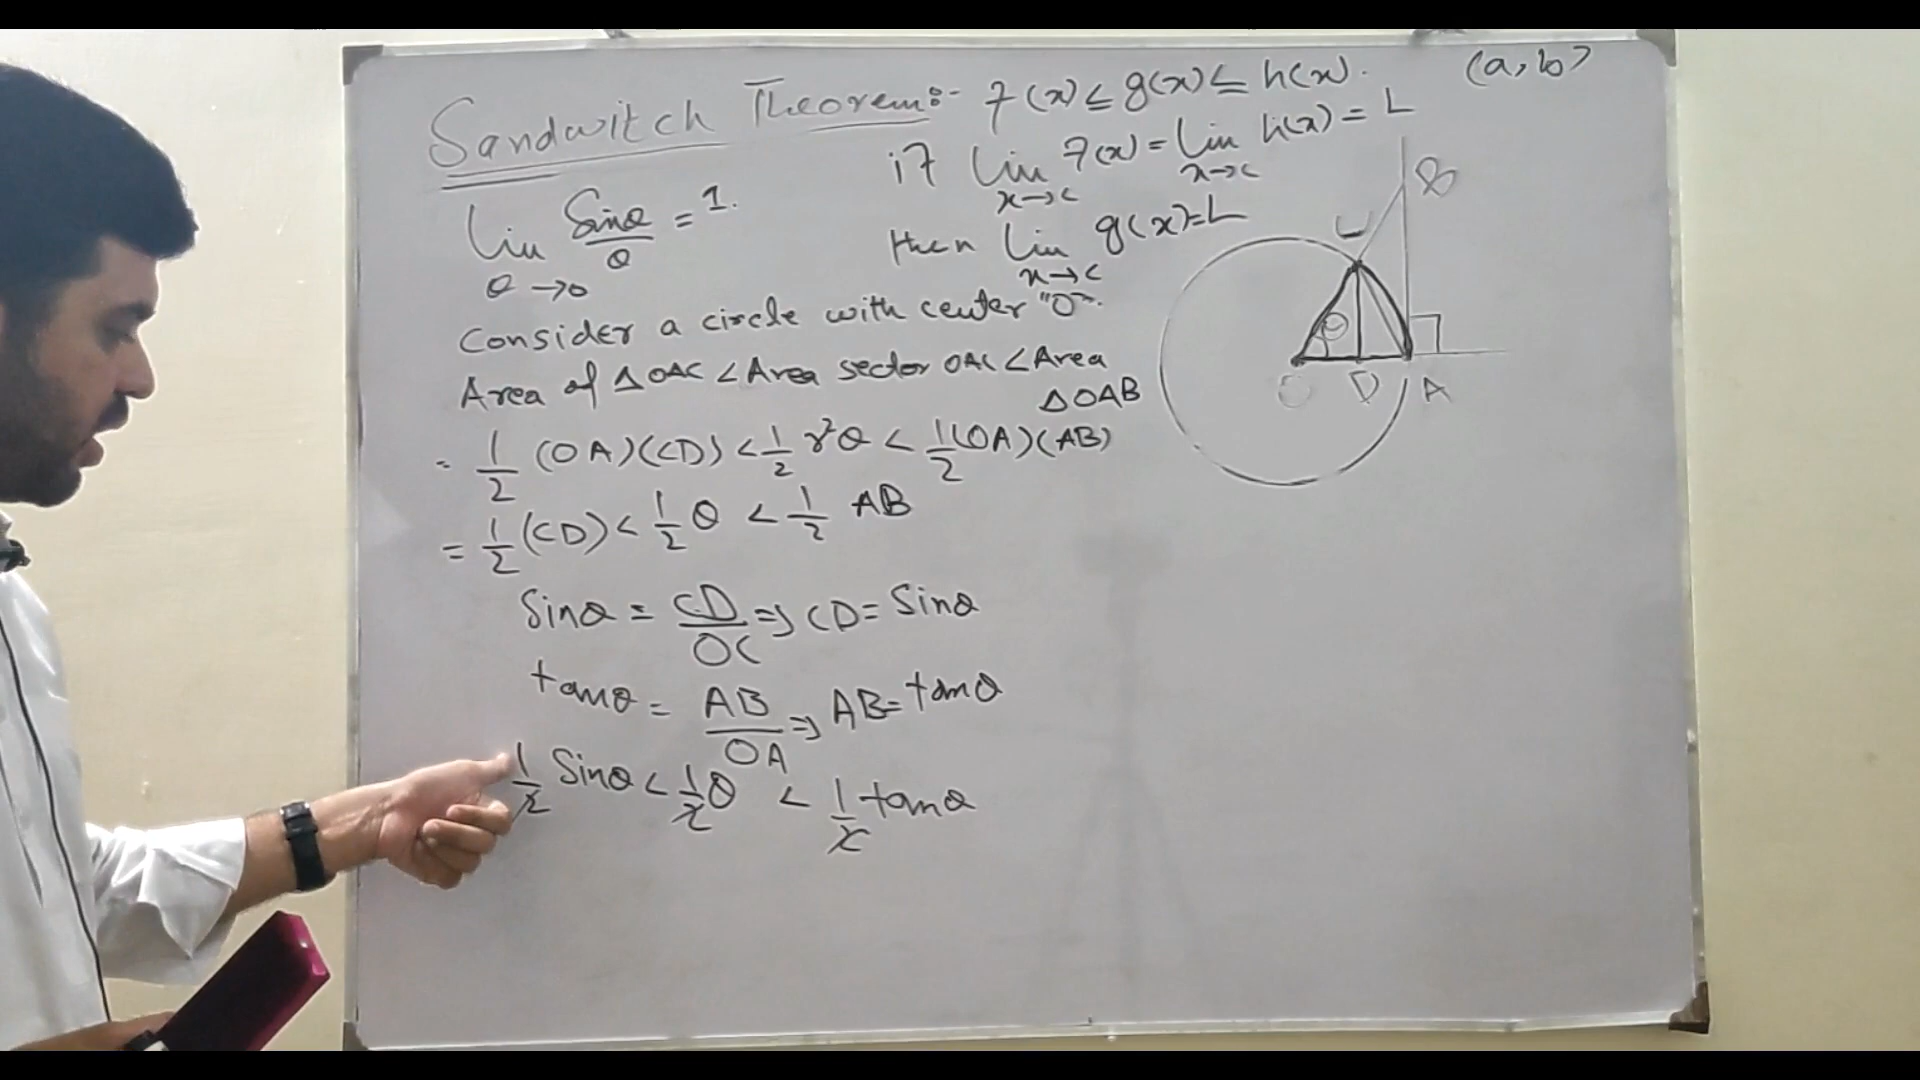 Sandwitch Theorem:- f(x) ≤ g(x) ≤ h(x). (a,b)
if lim x→c f(x) = lim x→c h(x) = L
lim θ→0 Sinθ/θ = 1.
then lim x→c g(x)=L
Consider a circle with center "O".
Area of △OAC < Area sector OAC < Area
△OAB
= 1/2 (OA)(CD) < 1/2 r²θ < 1/2 (OA)(AB)
= 1/2 (CD) < 1/2 θ < 1/2 AB
Sinθ = CD/OC => CD = Sinθ
tanθ = AB/OA => AB = tanθ
1/2 Sinθ < 1/2 θ < 1/2 tanθ
B
C
θ
O D A